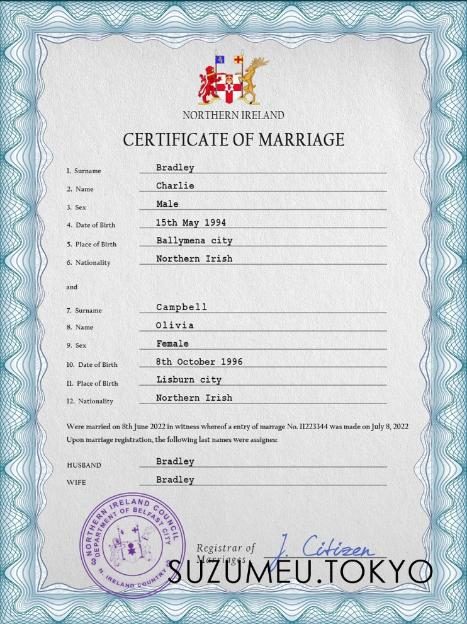 NORTHERN IRELAND
CERTIFICATE OF MARRIAGE
1. Surname Bradley
2. Name Charlie
3. Sex Male
4. Date of Birth 15th May 1994
5. Place of Birth Ballymena city
6. Nationality Northern Irish
and
7. Surname Campbell
8. Name Olivia
9. Sex Female
10. Date of Birth 8th October 1996
11. Place of Birth Lisburn city
12. Nationality Northern Irish
Were married on 8th June 2022 in witness whereof a entry of marrage No. II223344 was made on July 8, 2022
Upon marriage registration, the following last names were assignee:
HUSBAND Bradley
WIFE Bradley
NORTHERN IRELAND COUNCIL
DEPARTMENT OF BELFAST CITY
N. IRELAND COUNTRY
Registrar of
Marriages
J. Citizen
SUZUMEU.TOKYO